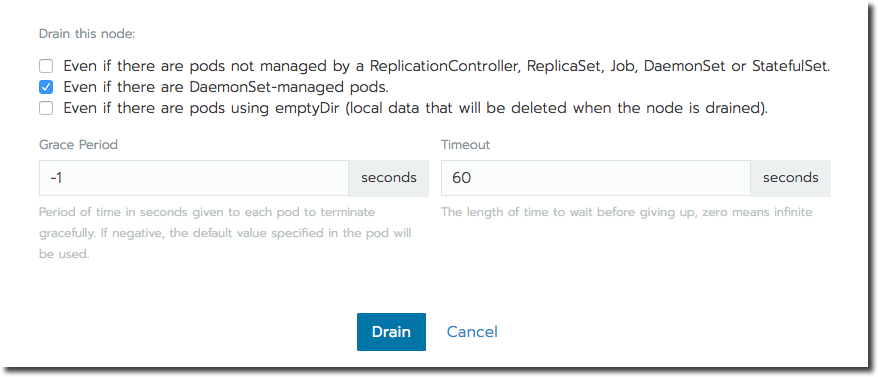 Drain this node:
Even if there are pods not managed by a ReplicationController, ReplicaSet, Job, DaemonSet or StatefulSet.
Even if there are DaemonSet-managed pods.
Even if there are pods using emptyDir (local data that will be deleted when the node is drained).
Grace Period
-1 seconds
Period of time in seconds given to each pod to terminate
gracefully. If negative, the default value specified in the pod will
be used.
Timeout
60 seconds
The length of time to wait before giving up, zero means infinite
Drain Cancel